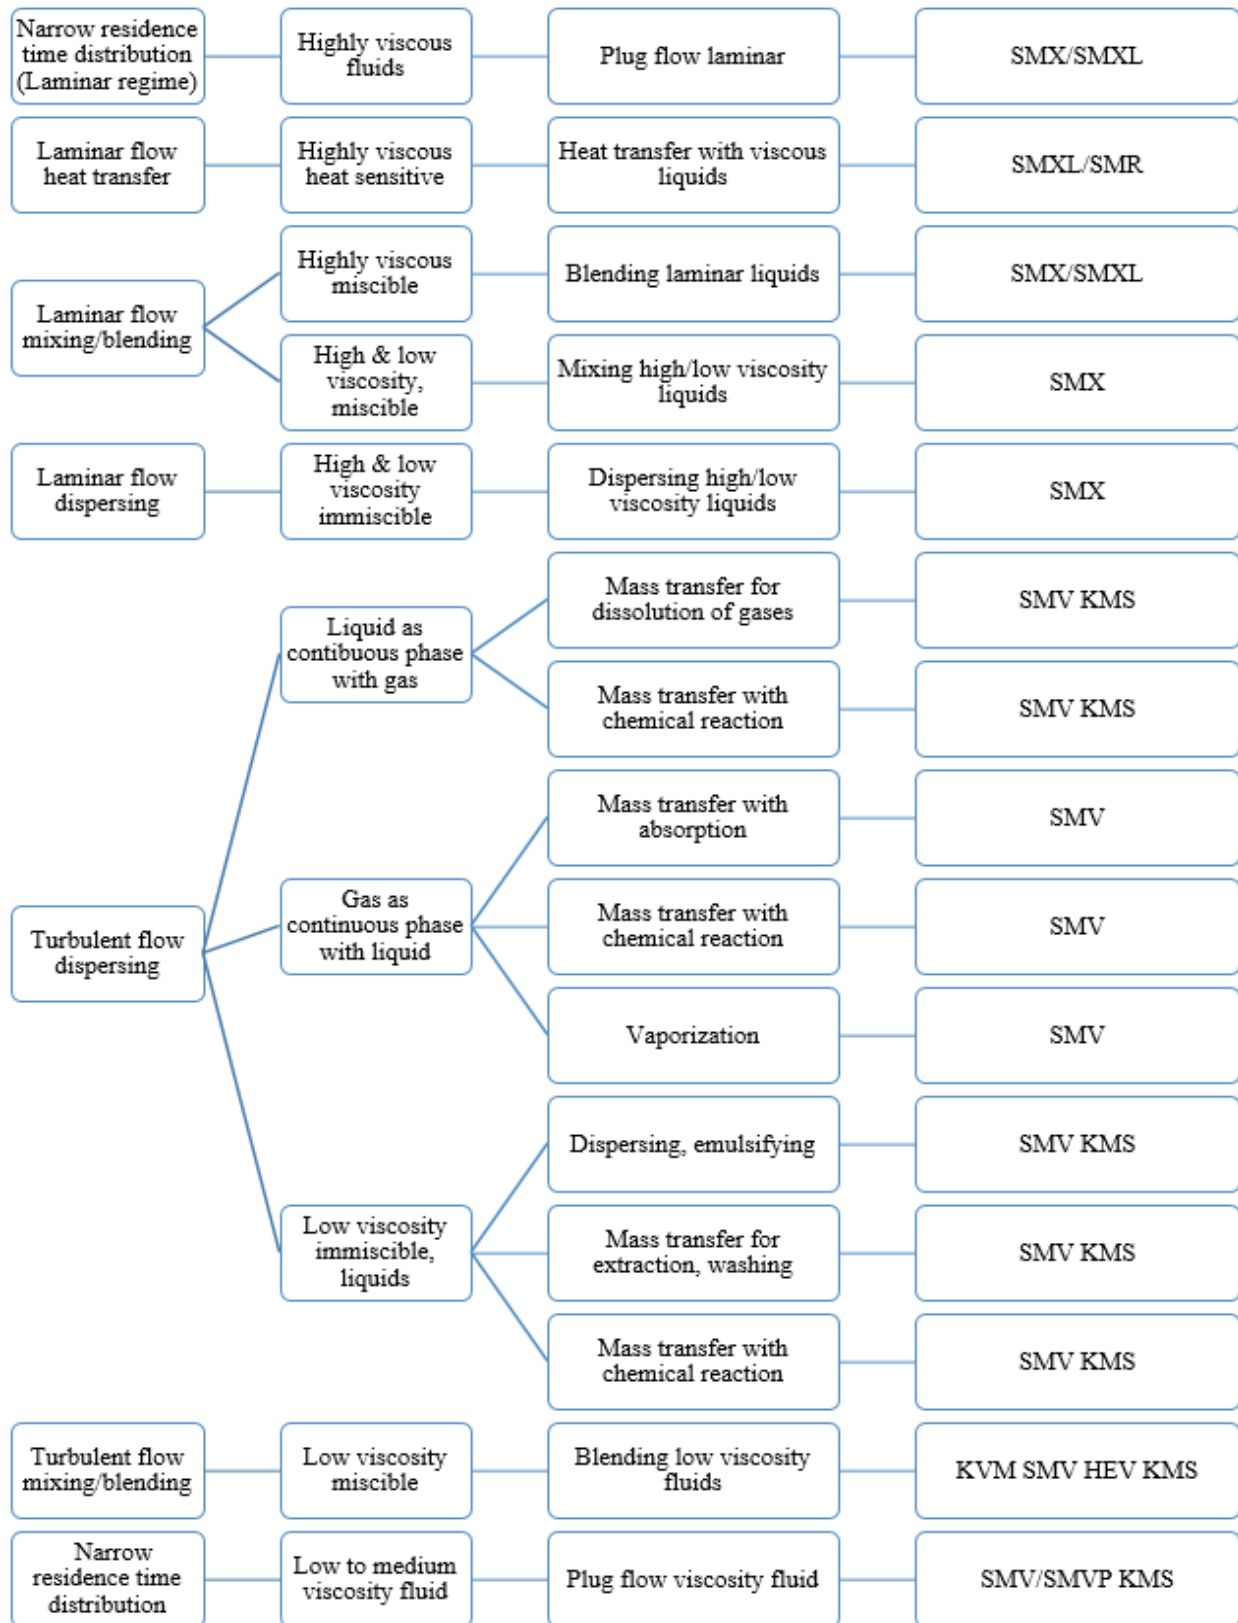 Narrow residence
time distribution
(Laminar regime)
Highly viscous
fluids
Plug flow laminar
SMX/SMXL
Laminar flow
heat transfer
Highly viscous
heat sensitive
Heat transfer with viscous
liquids
SMXL/SMR
Laminar flow
mixing/blending
Highly viscous
miscible
Blending laminar liquids
SMX/SMXL
High & low
viscosity,
miscible
Mixing high/low viscosity
liquids
SMX
Laminar flow
dispersing
High & low
viscosity
immiscible
Dispersing high/low
viscosity liquids
SMX
Turbulent flow
dispersing
Liquid as
contibuous phase
with gas
Mass transfer for
dissolution of gases
SMV KMS
Mass transfer with
chemical reaction
SMV KMS
Gas as
continuous phase
with liquid
Mass transfer with
absorption
SMV
Mass transfer with
chemical reaction
SMV
Vaporization
SMV
Low viscosity
immiscible,
liquids
Dispersing, emulsifying
SMV KMS
Mass transfer for
extraction, washing
SMV KMS
Mass transfer with
chemical reaction
SMV KMS
Turbulent flow
mixing/blending
Low viscosity
miscible
Blending low viscosity
fluids
KVM SMV HEV KMS
Narrow
residence time
distribution
Low to medium
viscosity fluid
Plug flow viscosity fluid
SMV/SMVP KMS